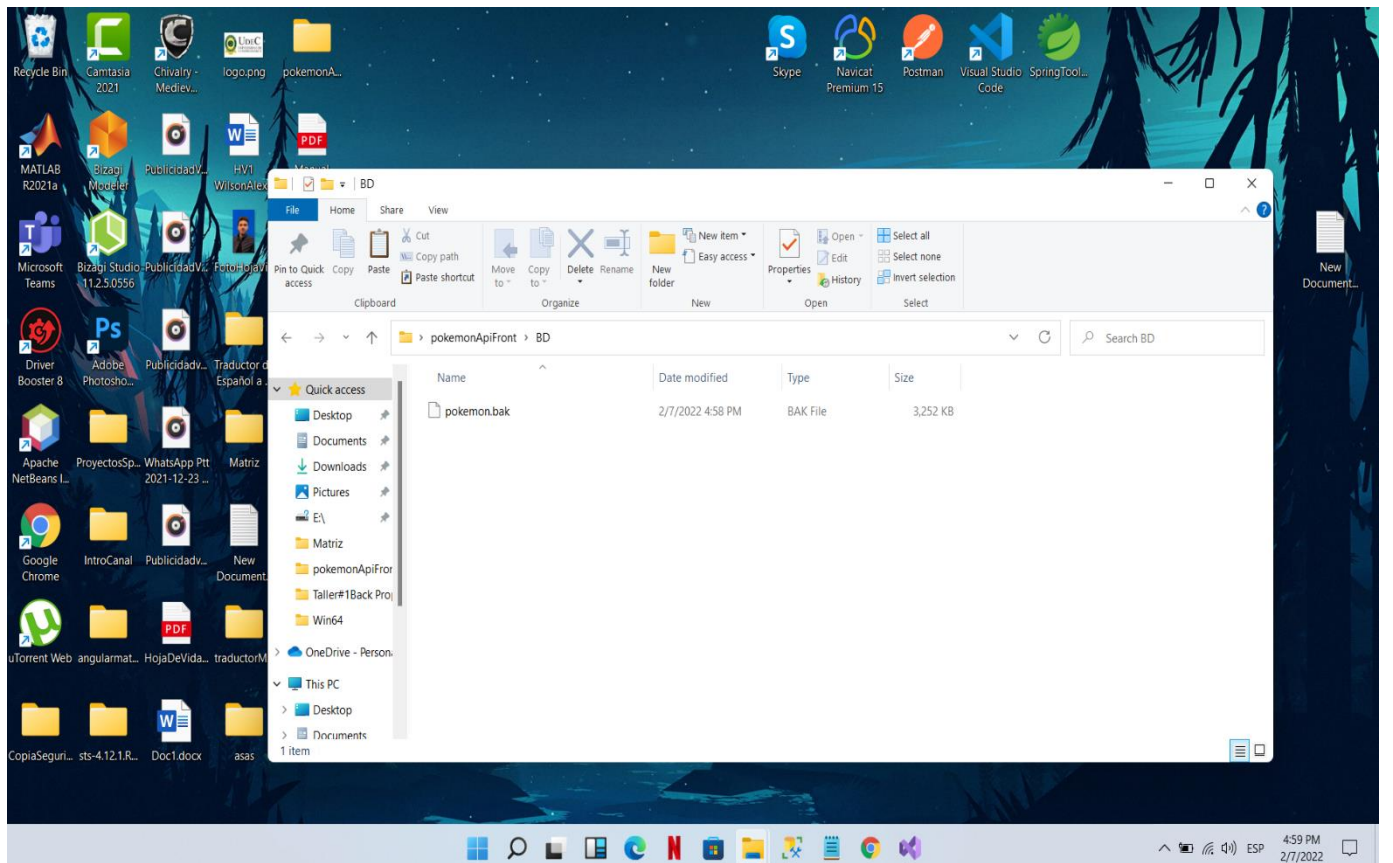 Recycle Bin
Camtasia
2021
Chivalry -
Mediev...
UDEC
logo.png
pokemonA...
Skype
Navicat
Premium 15
Postman
Visual Studio
Code
SpringTool...
MATLAB
R2021a
Bizagi
Modeler
PublicidadV...
HV1
WilsonAlex
PDF
Manual
Microsoft
Teams
Bizagi Studio
11.2.5.0556
PublicidadV...
FotoHojaVi
New
Document...
Driver
Booster 8
Ps
Adobe
Photosho...
Publicidadv...
Traductor d
Español a
Apache
NetBeans I...
ProyectosSp...
WhatsApp Ptt
2021-12-23 ...
Matriz
Google
Chrome
IntroCanal
Publicidadv...
New
Document.
uTorrent Web
angularmat...
PDF
HojaDeVida...
traductorM
CopiaSeguri...
sts-4.12.1.R...
Doc1.docx
asas
BD
File Home Share View
Pin to Quick
access
Copy
Paste
Cut
Copy path
Paste shortcut
Clipboard
Move
to
Copy
to
Delete
Rename
Organize
New
folder
New item
Easy access
New
Properties
Open
Edit
History
Open
Select all
Select none
Invert selection
Select
pokemonApiFront > BD
Search BD
Name Date modified Type Size
pokemon.bak 2/7/2022 4:58 PM BAK File 3,252 KB
Quick access
Desktop
Documents
Downloads
Pictures
E:\
Matriz
pokemonApiFror
Taller#1Back Pro
Win64
OneDrive - Person
This PC
Desktop
Documents
1 item
ESP
4:59 PM
2/7/2022